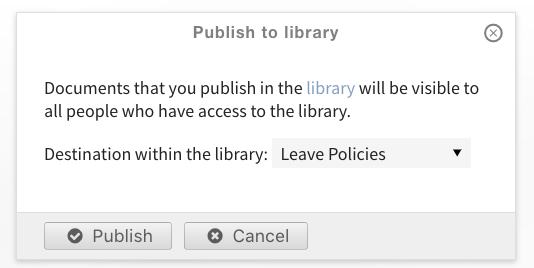 Publish to library
Documents that you publish in the library will be visible to
all people who have access to the library.
Destination within the library: Leave Policies
Publish Cancel